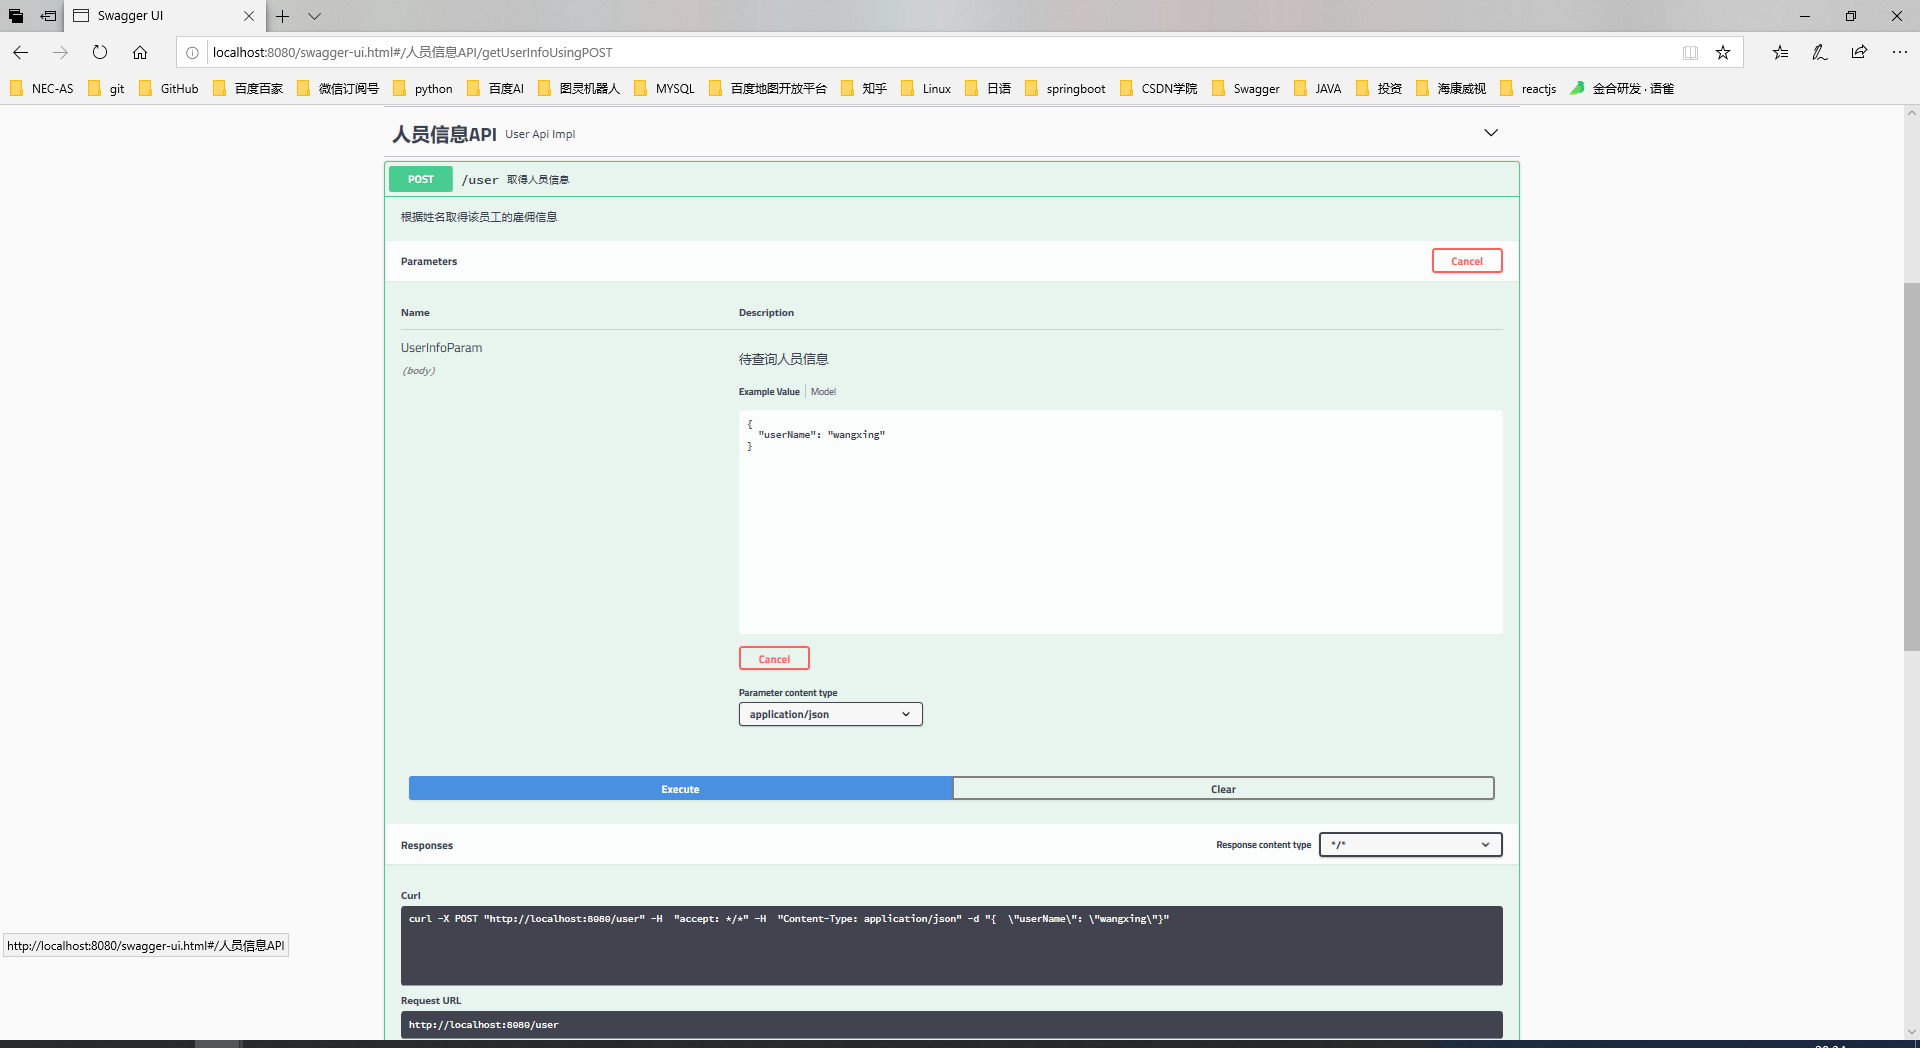 Swagger UI
localhost:8080/swagger-ui.html#/人员信息API/getUserInfoUsingPOST
NEC-AS git GitHub 百度百家 微信订阅号 python 百度AI 图灵机器人 MYSQL 百度地图开放平台 知乎 Linux 日语 springboot CSDN学院 Swagger JAVA 投资 海康威视 reactjs 金合研发 · 语雀
人员信息API User Api Impl
POST /user 取得人员信息
根据姓名取得该员工的雇佣信息
Parameters Cancel
Name Description
UserInfoParam
(body)
待查询人员信息
Example Value Model
{
"userName": "wangxing"
}
Cancel
Parameter content type
application/json
Execute Clear
Responses Response content type */*
Curl
curl -X POST "http://localhost:8080/user" -H  "accept: */*" -H  "Content-Type: application/json" -d "{  \"userName\": \"wangxing\"}"
http://localhost:8080/swagger-ui.html#/人员信息API
Request URL
http://localhost:8080/user